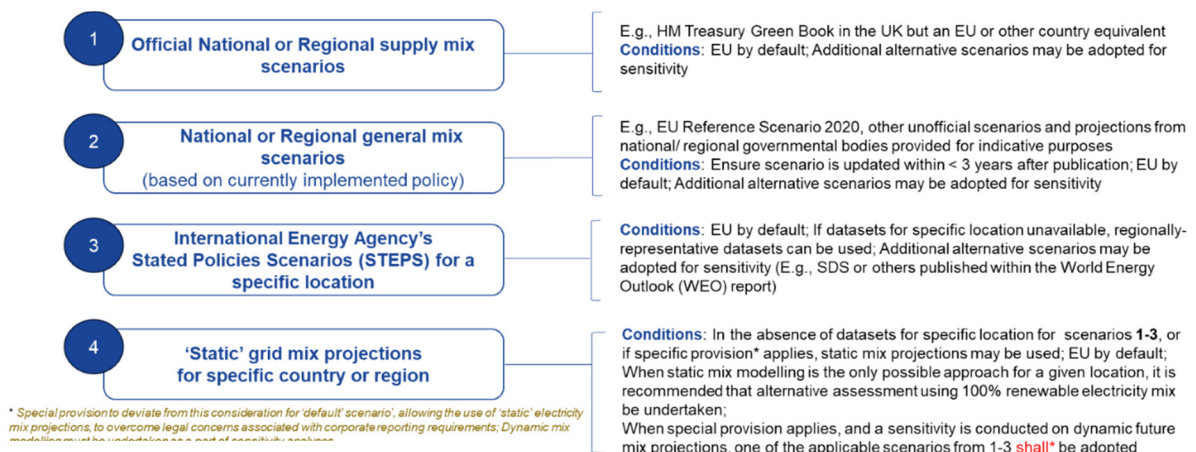 1
Official National or Regional supply mix
scenarios
E.g., HM Treasury Green Book in the UK but an EU or other country equivalent
Conditions: EU by default; Additional alternative scenarios may be adopted for
sensitivity
2
National or Regional general mix
scenarios
(based on currently implemented policy)
E.g., EU Reference Scenario 2020, other unofficial scenarios and projections from
national/ regional governmental bodies provided for indicative purposes
Conditions: Ensure scenario is updated within < 3 years after publication; EU by
default; Additional alternative scenarios may be adopted for sensitivity
3
International Energy Agency's
Stated Policies Scenarios (STEPS) for a
specific location
Conditions: EU by default; If datasets for specific location unavailable, regionally-
representative datasets can be used; Additional alternative scenarios may be
adopted for sensitivity (E.g., SDS or others published within the World Energy
Outlook (WEO) report)
4
'Static' grid mix projections
for specific country or region
Conditions: In the absence of datasets for specific location for scenarios 1-3, or
if specific provision* applies, static mix projections may be used; EU by default;
When static mix modelling is the only possible approach for a given location, it is
recommended that alternative assessment using 100% renewable electricity mix
be undertaken;
When special provision applies, and a sensitivity is conducted on dynamic future
mix projections, one of the applicable scenarios from 1-3 shall* be adopted
* Special provision to deviate from this consideration for 'default' scenario', allowing the use of 'static' electricity
mix projections, to overcome legal concerns associated with corporate reporting requirements; Dynamic mix
modelling must be undertaken as a part of sensitivity analyses